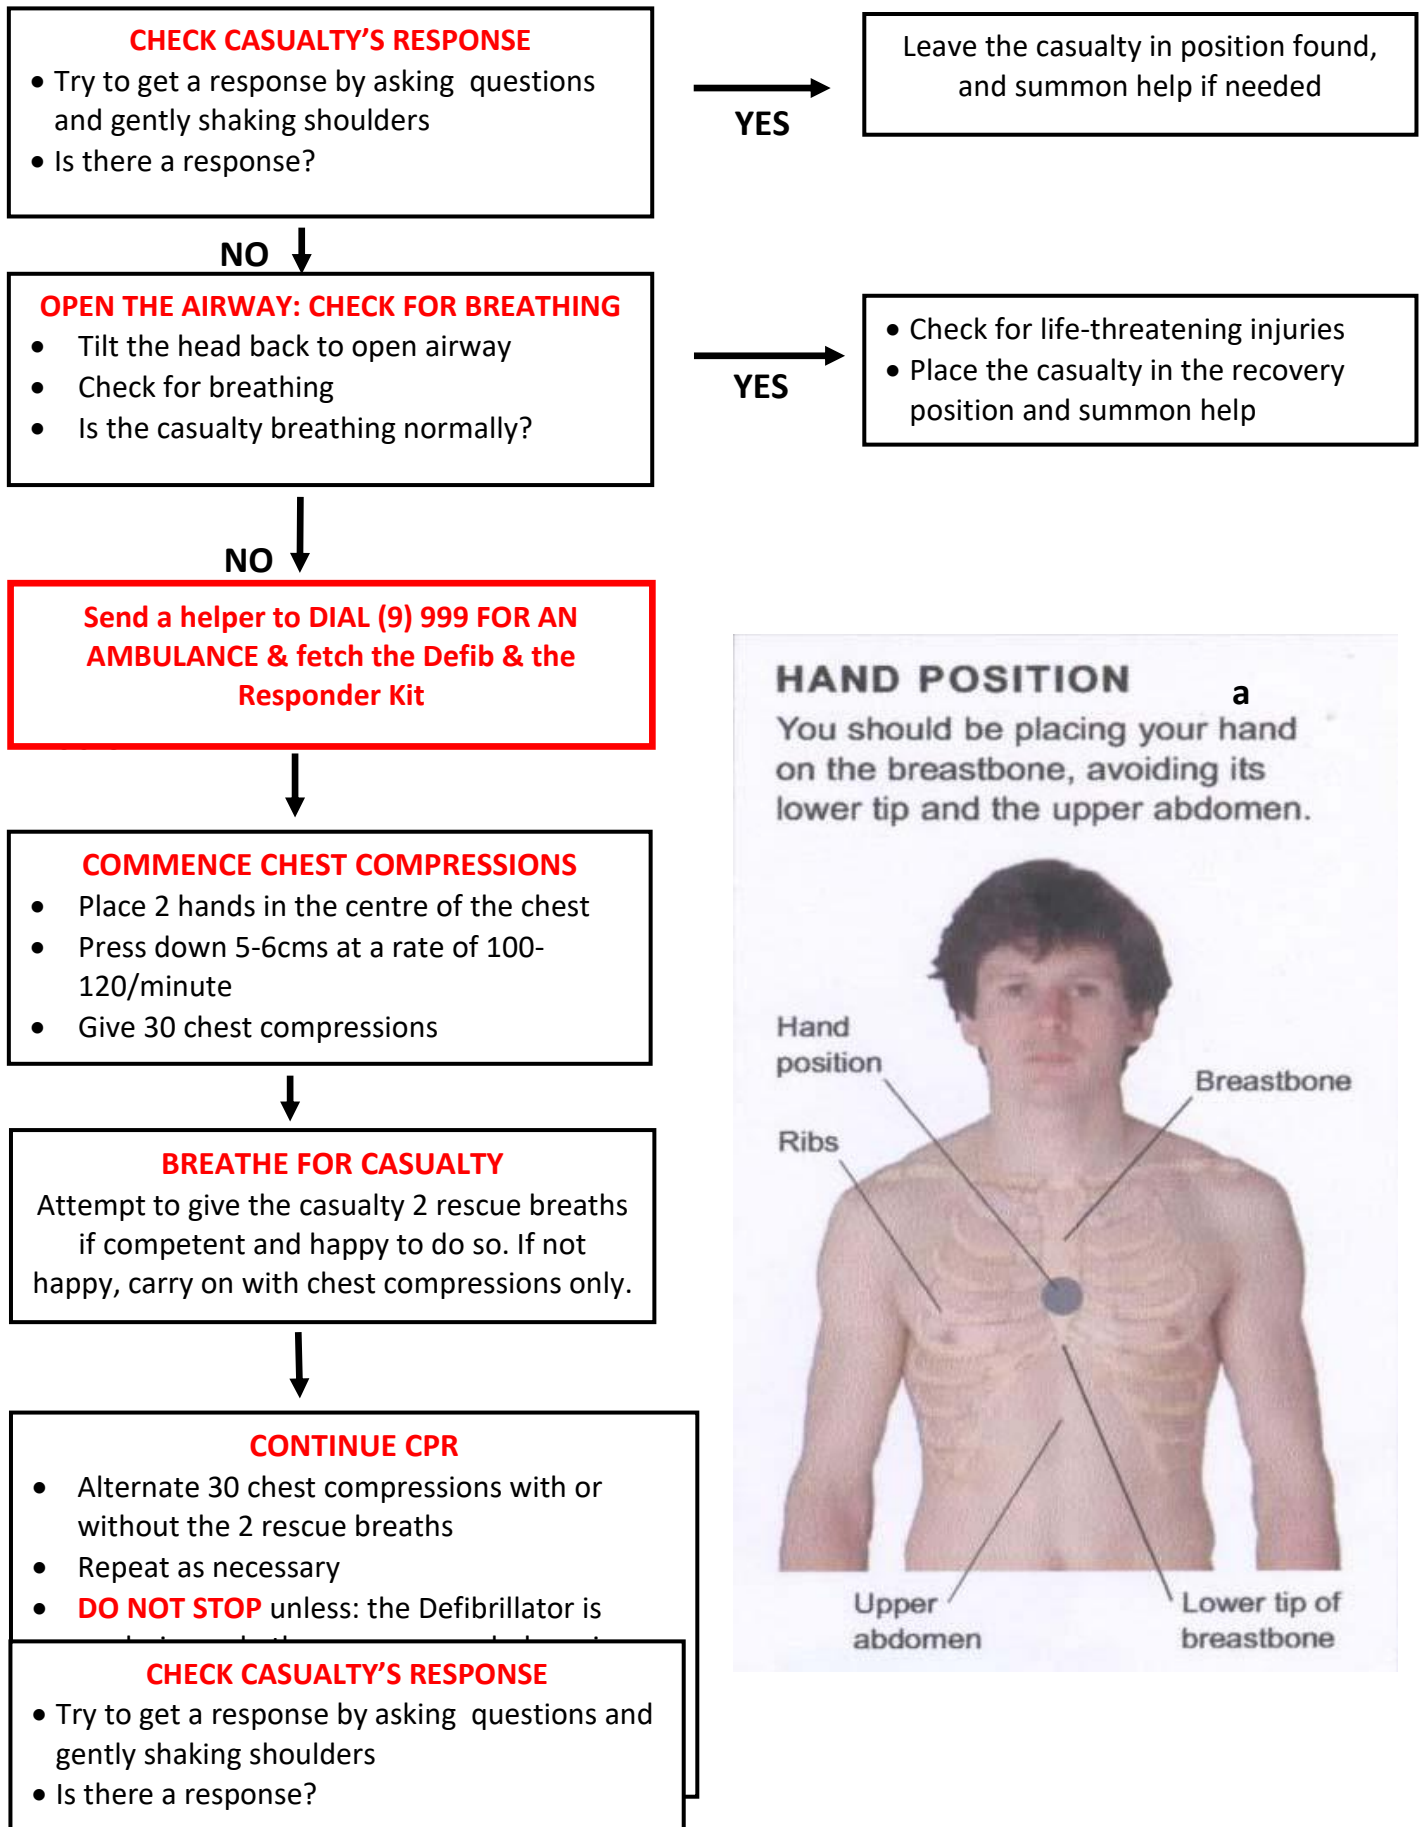 CHECK CASUALTY’S RESPONSE
• Try to get a response by asking  questions
and gently shaking shoulders
• Is there a response?
YES
Leave the casualty in position found,
and summon help if needed
NO
OPEN THE AIRWAY: CHECK FOR BREATHING
• Tilt the head back to open airway
• Check for breathing
• Is the casualty breathing normally?
YES
• Check for life-threatening injuries
• Place the casualty in the recovery
position and summon help
NO
Send a helper to DIAL (9) 999 FOR AN
AMBULANCE & fetch the Defib & the
Responder Kit
COMMENCE CHEST COMPRESSIONS
• Place 2 hands in the centre of the chest
• Press down 5-6cms at a rate of 100-
120/minute
• Give 30 chest compressions
BREATHE FOR CASUALTY
Attempt to give the casualty 2 rescue breaths
if competent and happy to do so. If not
happy, carry on with chest compressions only.
CONTINUE CPR
• Alternate 30 chest compressions with or
without the 2 rescue breaths
• Repeat as necessary
• DO NOT STOP unless: the Defibrillator is
CHECK CASUALTY’S RESPONSE
• Try to get a response by asking  questions and
gently shaking shoulders
• Is there a response?
HAND POSITION
a
You should be placing your hand
on the breastbone, avoiding its
lower tip and the upper abdomen.
Hand
position
Breastbone
Ribs
Upper
abdomen
Lower tip of
breastbone